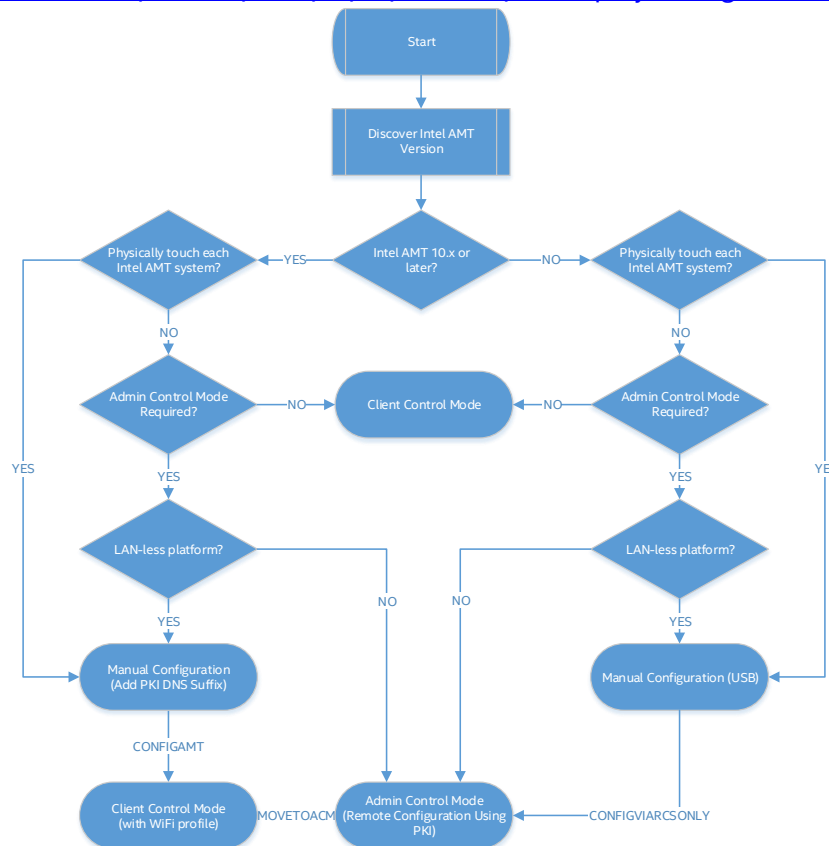 Start
Discover Intel AMT
Version
Intel AMT 10.x or
later?
YES
NO
Physically touch each
Intel AMT system?
Physically touch each
Intel AMT system?
NO
NO
Admin Control Mode
Required?
NO
Client Control Mode
NO
Admin Control Mode
Required?
YES
YES
YES
YE
LAN-less platform?
LAN-less platform?
NO
NO
YES
YES
Manual Configuration
(Add PKI DNS Suffix)
Manual Configuration (USB)
CONFIGAMT
Client Control Mode
(with WiFi profile)
MOVETOACM
Admin Control Mode
(Remote Configuration Using
PKI)
CONFIGVIARCSONLY